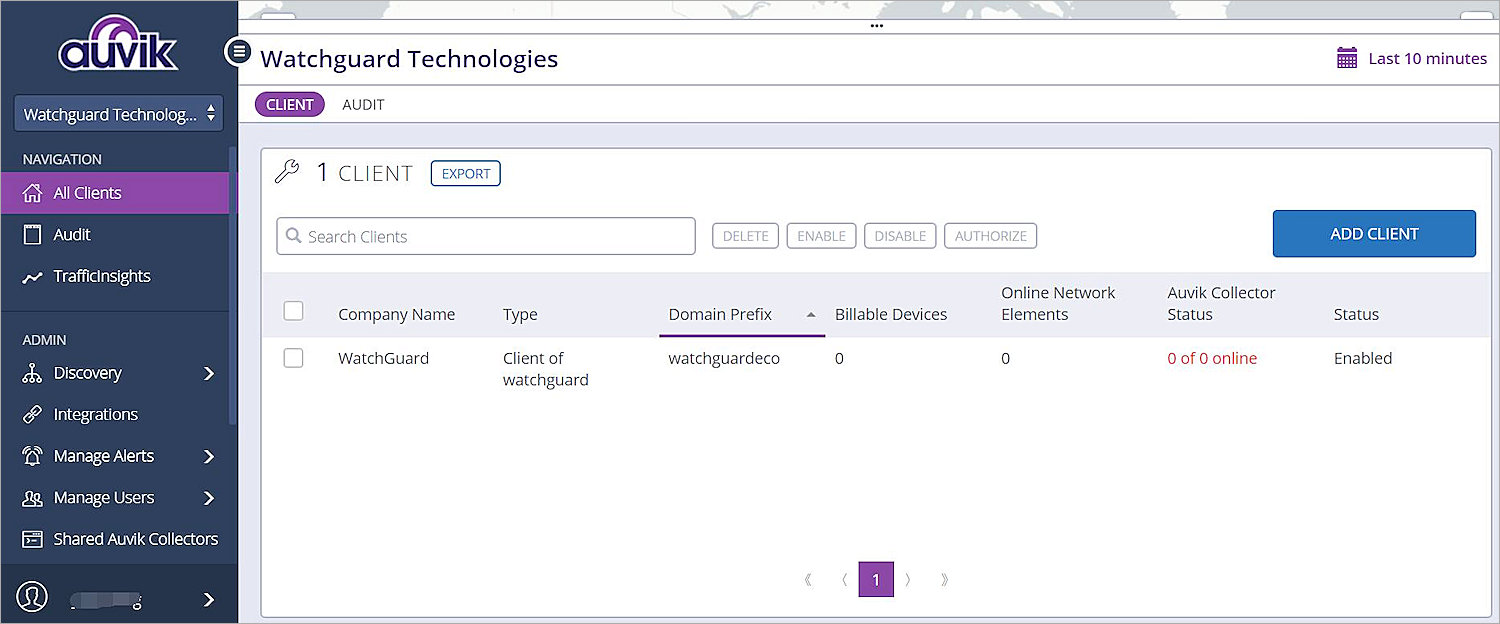 auvik
Watchguard Technolog...
NAVIGATION
All Clients
Audit
TrafficInsights
ADMIN
Discovery
Integrations
Manage Alerts
Manage Users
Shared Auvik Collectors
...
Watchguard Technologies
Last 10 minutes
CLIENT AUDIT
1 CLIENT EXPORT
Search Clients DELETE ENABLE DISABLE AUTHORIZE ADD CLIENT
Company Name Type Domain Prefix Billable Devices Online Network Elements Auvik Collector Status Status
WatchGuard Client of watchguard watchguardeco 0 0 0 of 0 online Enabled
1